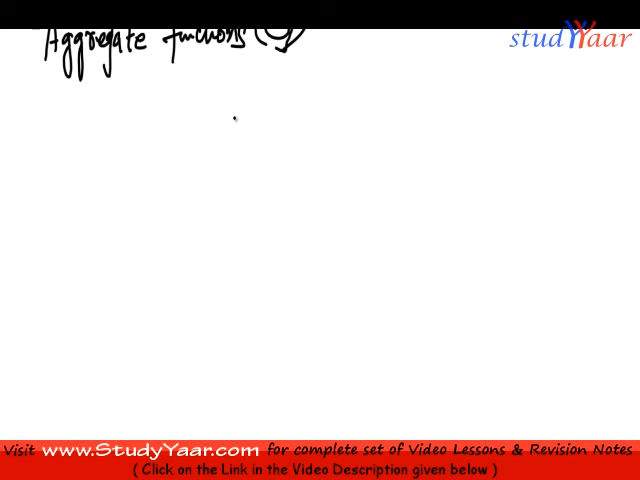 Aggregate functions
studYYaar
Visit www.StudyYaar.com for complete set of Video Lessons & Revision Notes
( Click on the Link in the Video Description given below )